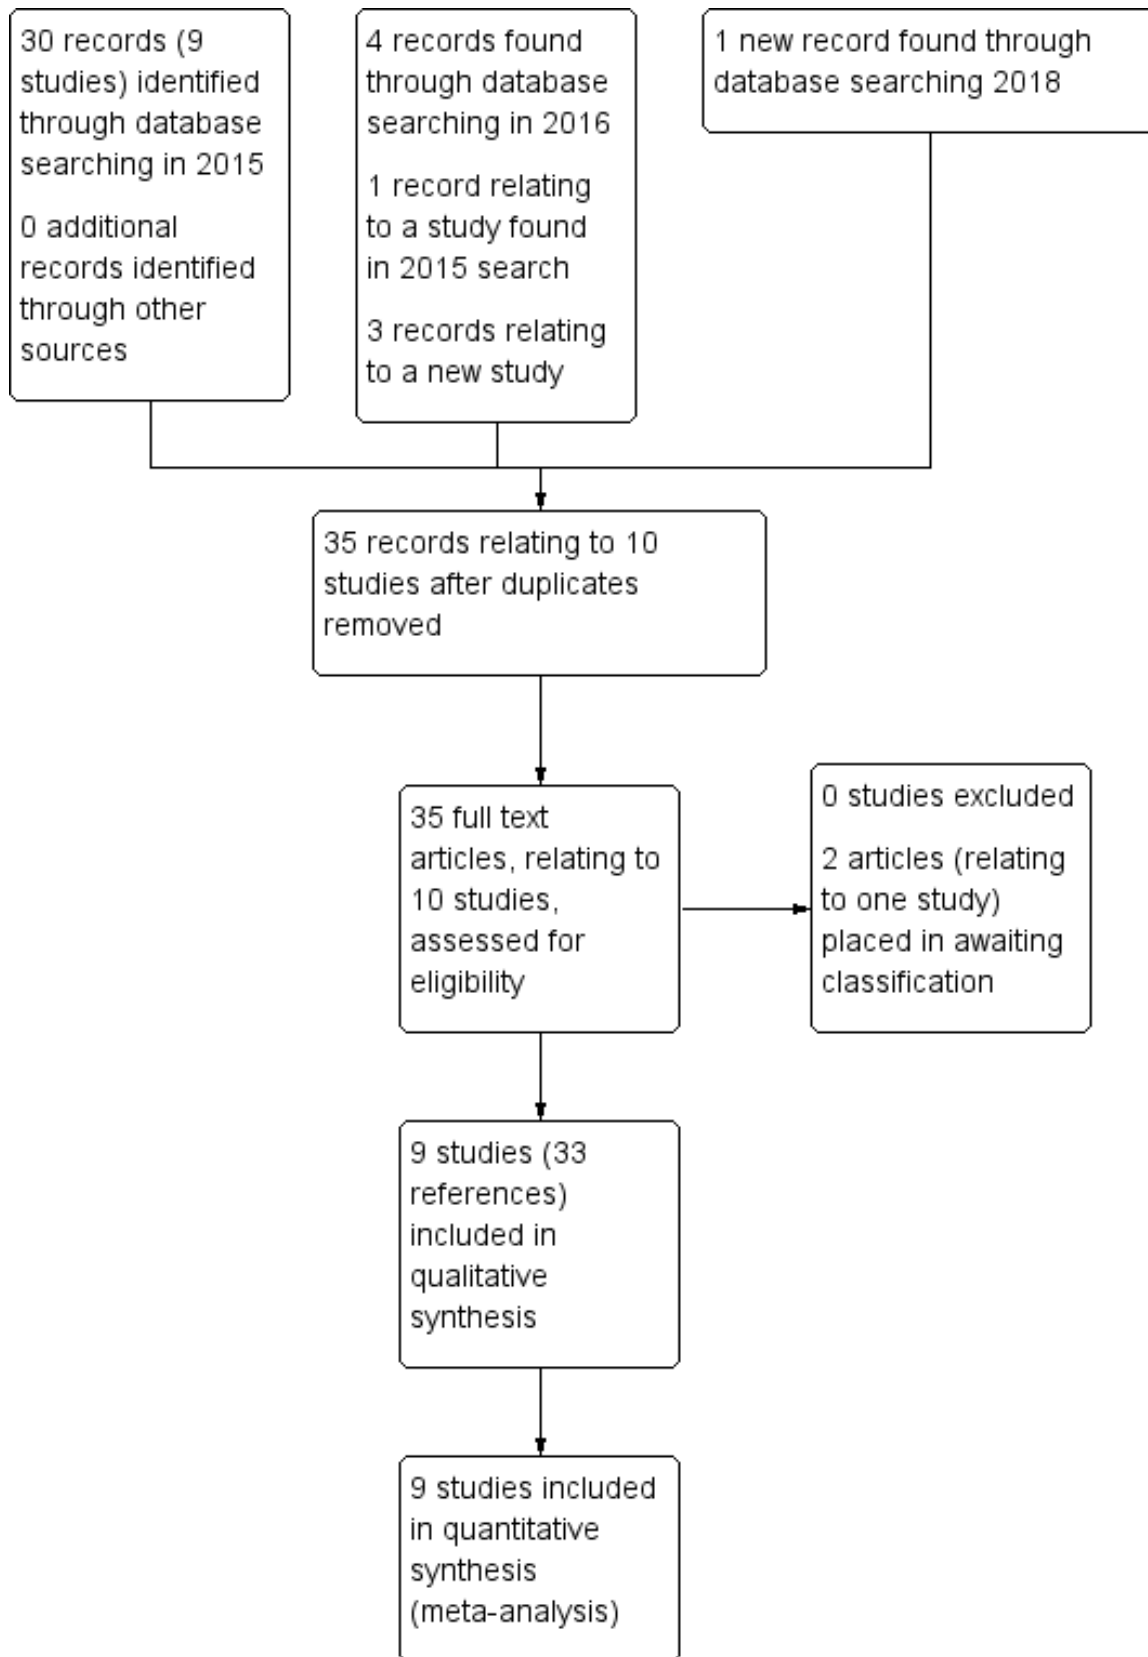 30 records (9
studies) identified
through database
searching in 2015
0 additional
records identified
through other
sources
4 records found
through database
searching in 2016
1 record relating
to a study found
in 2015 search
3 records relating
to a new study
1 new record found through
database searching 2018
35 records relating to 10
studies after duplicates
removed
35 full text
articles, relating to
10 studies,
assessed for
eligibility
0 studies excluded
2 articles (relating
to one study)
placed in awaiting
classification
9 studies (33
references)
included in
qualitative
synthesis
9 studies included
in quantitative
synthesis
(meta-analysis)